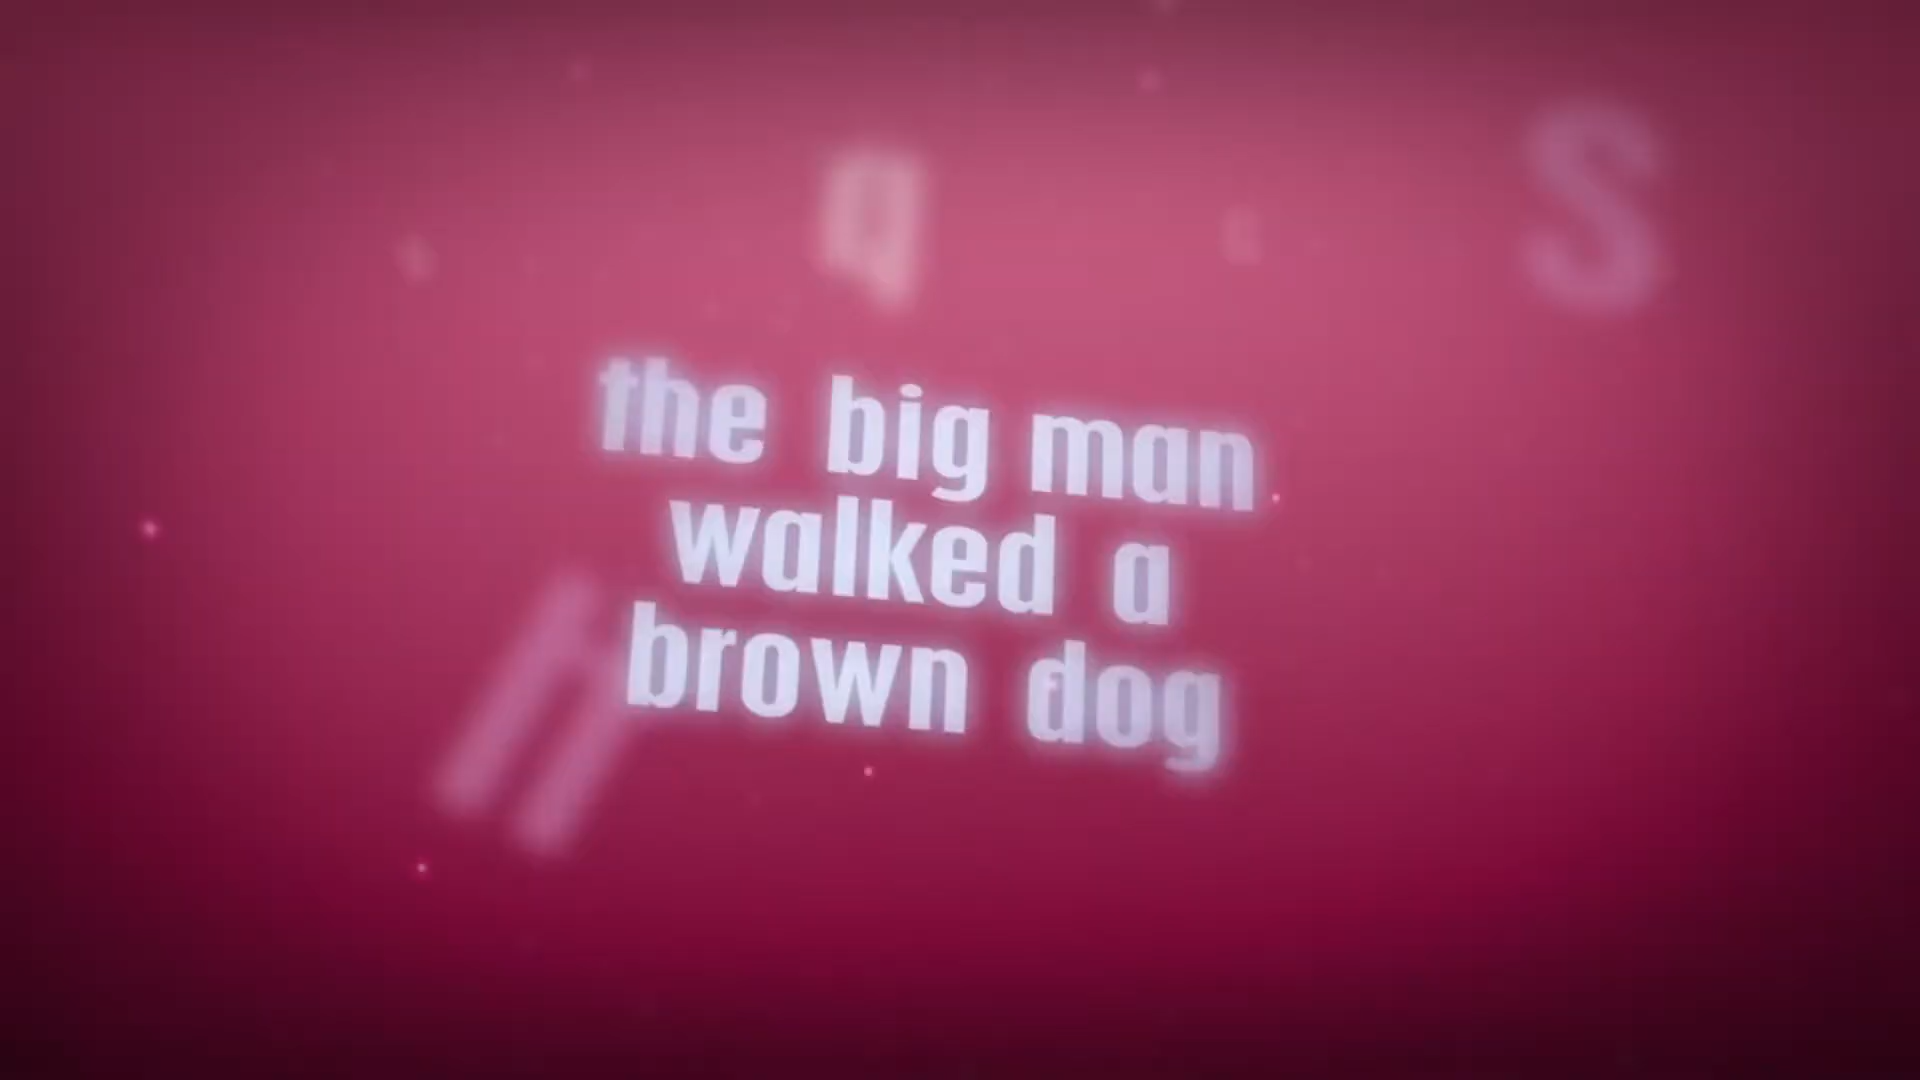 Q
S
the big man
walked a
brown dog